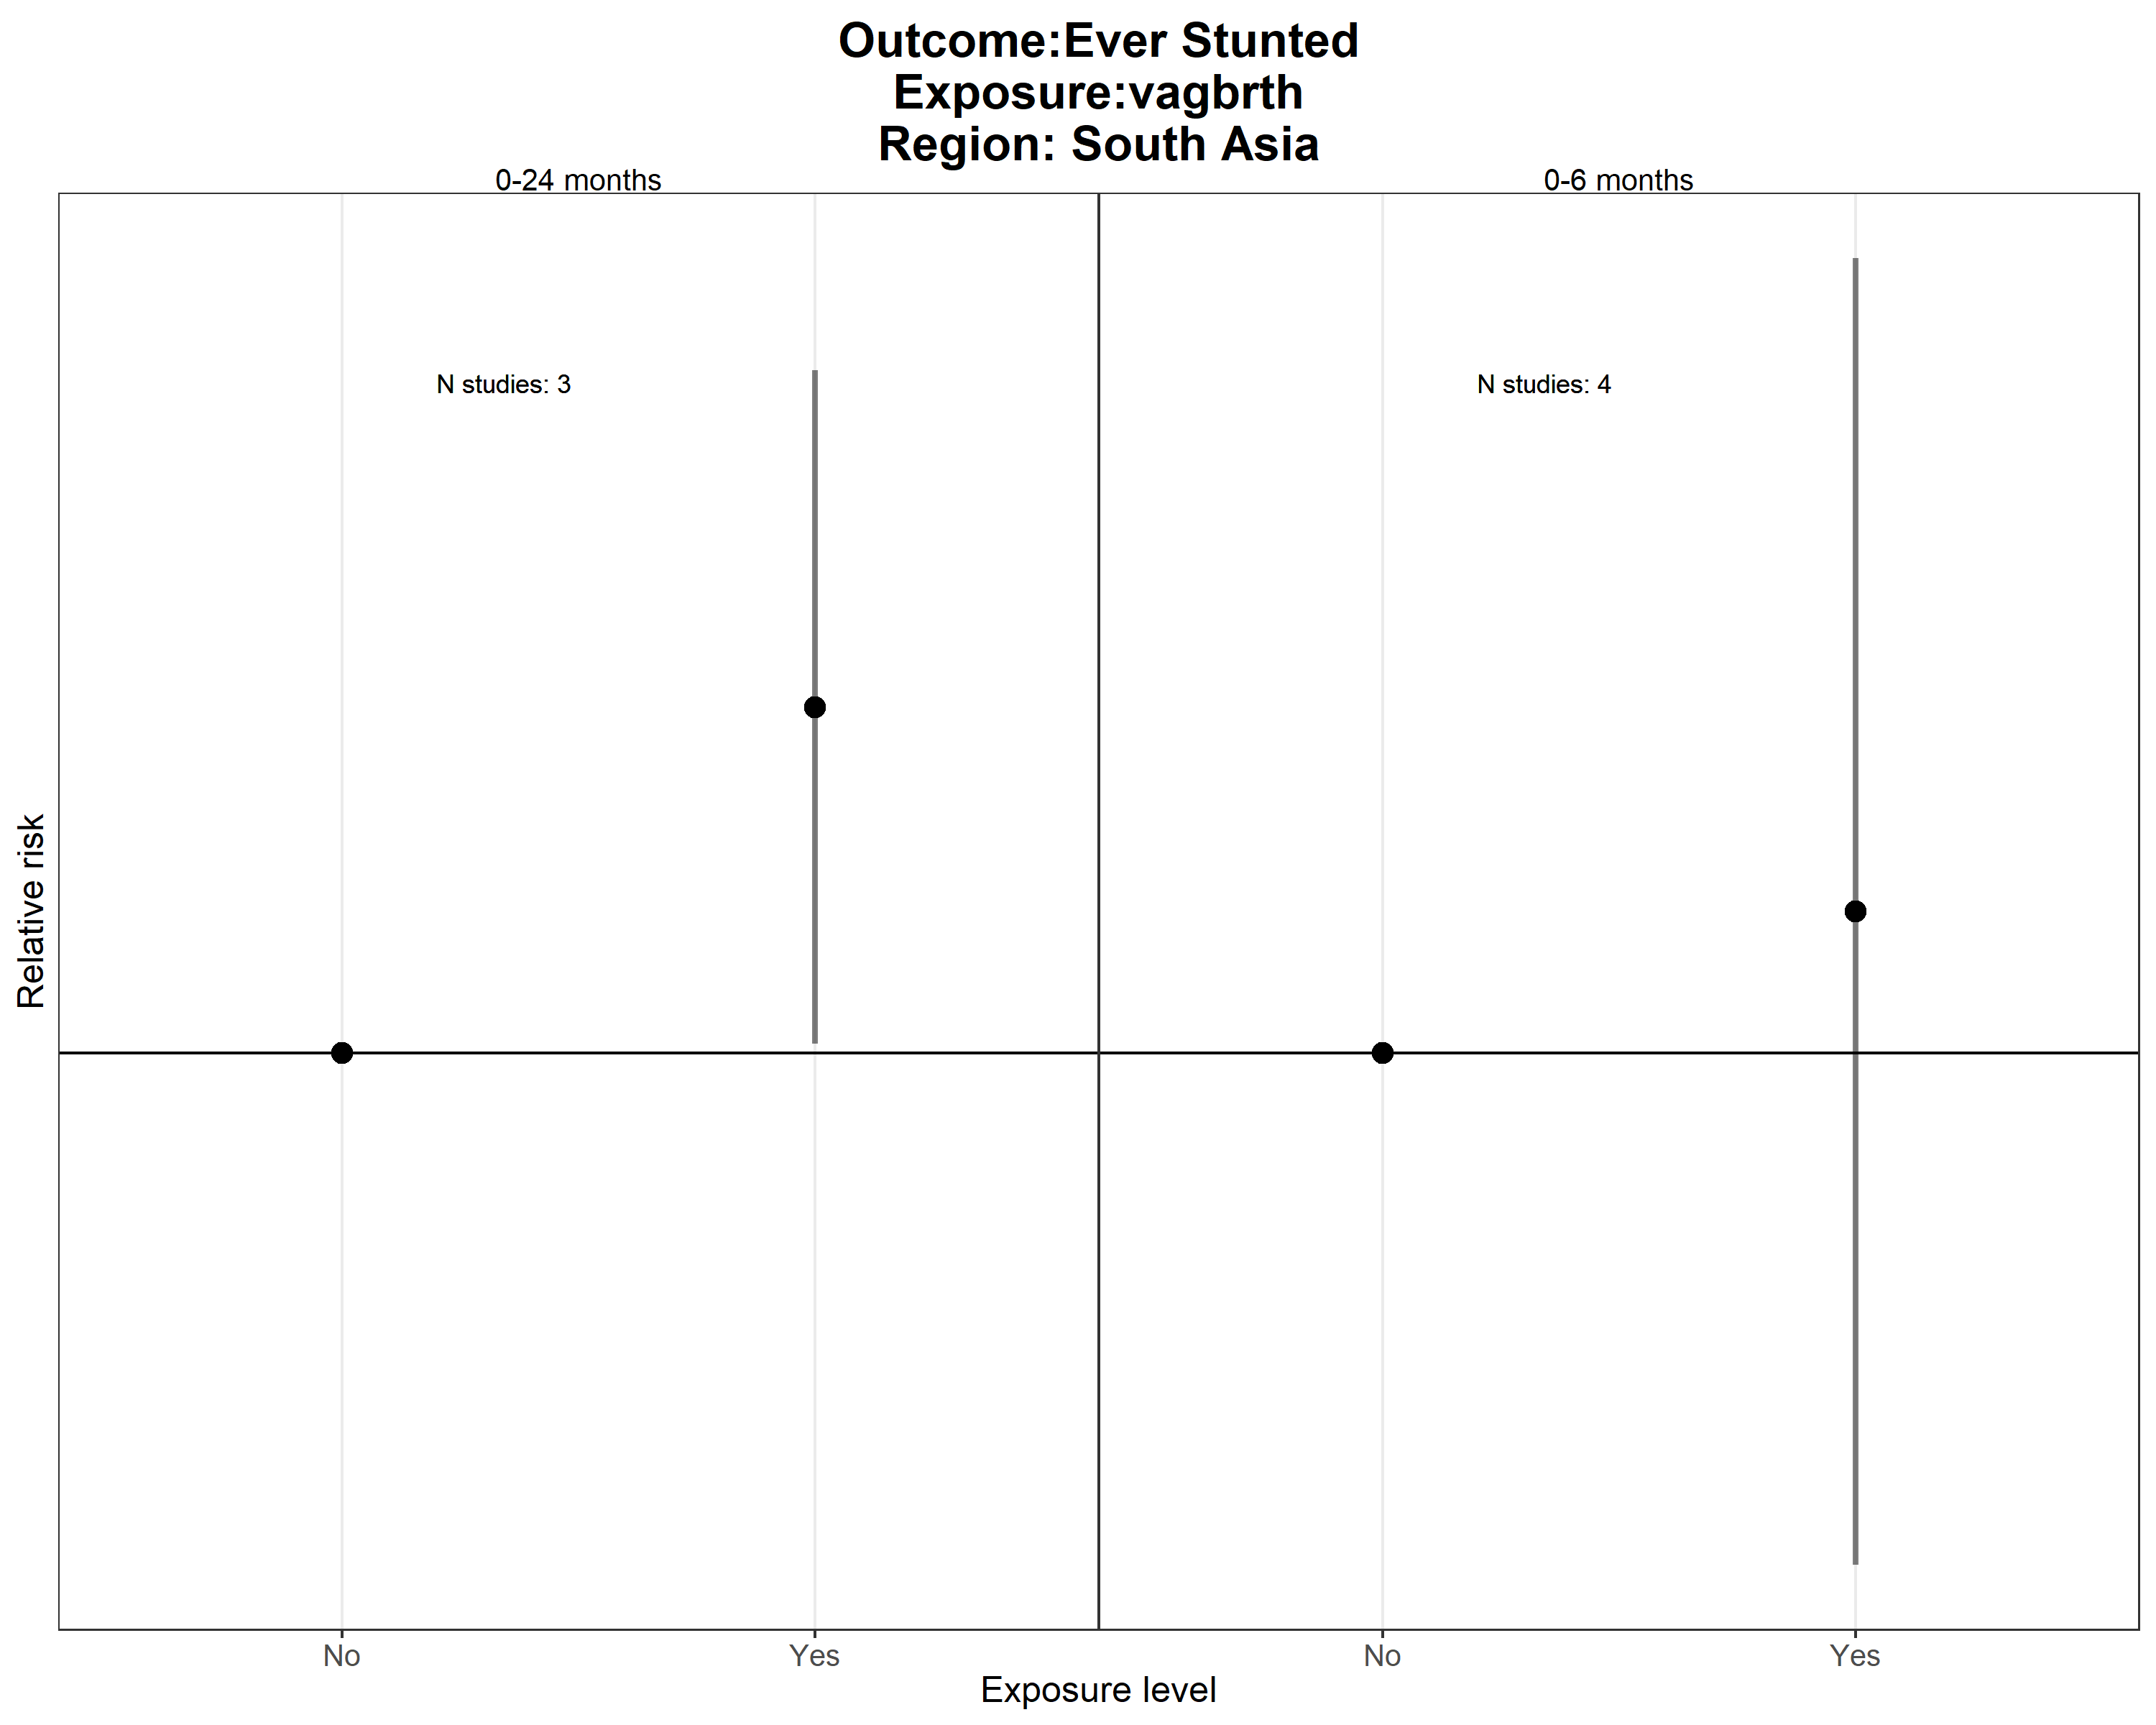 Outcome:Ever Stunted
Exposure:vagbrth
Region: South Asia
0-24 months
0-6 months
N studies: 3
N studies: 4
Relative risk
No
Yes
No
Yes
Exposure level